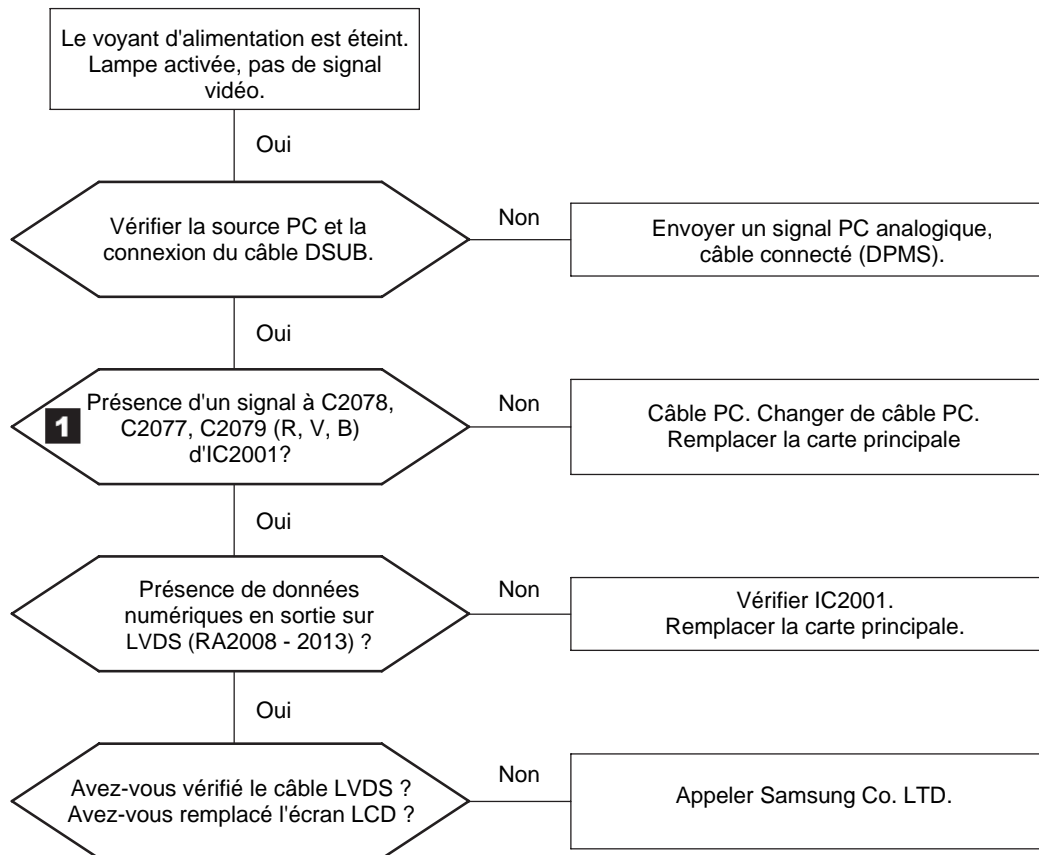 Le voyant d'alimentation est éteint.
Lampe activée, pas de signal
vidéo.
Oui
Vérifier la source PC et la
connexion du câble DSUB.
Non
Envoyer un signal PC analogique,
câble connecté (DPMS).
Oui
1
Présence d'un signal à C2078,
C2077, C2079 (R, V, B)
d'IC2001?
Non
Câble PC. Changer de câble PC.
Remplacer la carte principale
Oui
Présence de données
numériques en sortie sur
LVDS (RA2008 - 2013) ?
Non
Vérifier IC2001.
Remplacer la carte principale.
Oui
Avez-vous vérifié le câble LVDS ?
Avez-vous remplacé l'écran LCD ?
Non
Appeler Samsung Co. LTD.